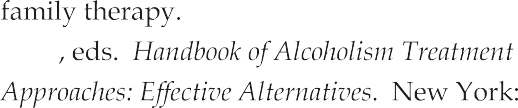 family therapy.
, eds. Handbook of Alcoholism Treatment
Approaches: Effective Alternatives. New York: